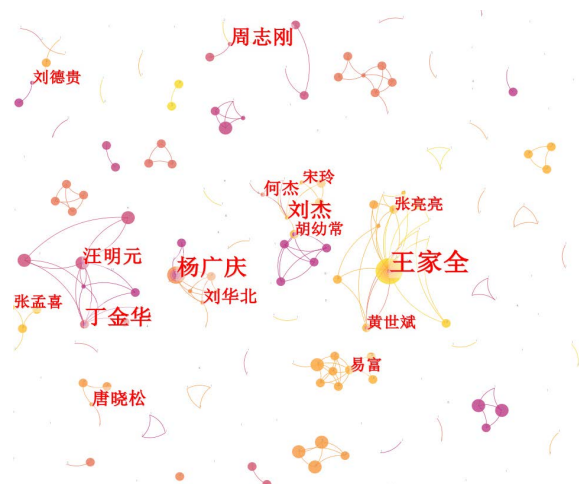 周志刚
刘德贵
宋玲
何杰
张亮亮
刘杰
胡幼常
汪明元
王家全
杨广庆
刘华北
张孟喜
丁金华
黄世斌
易富
唐晓松